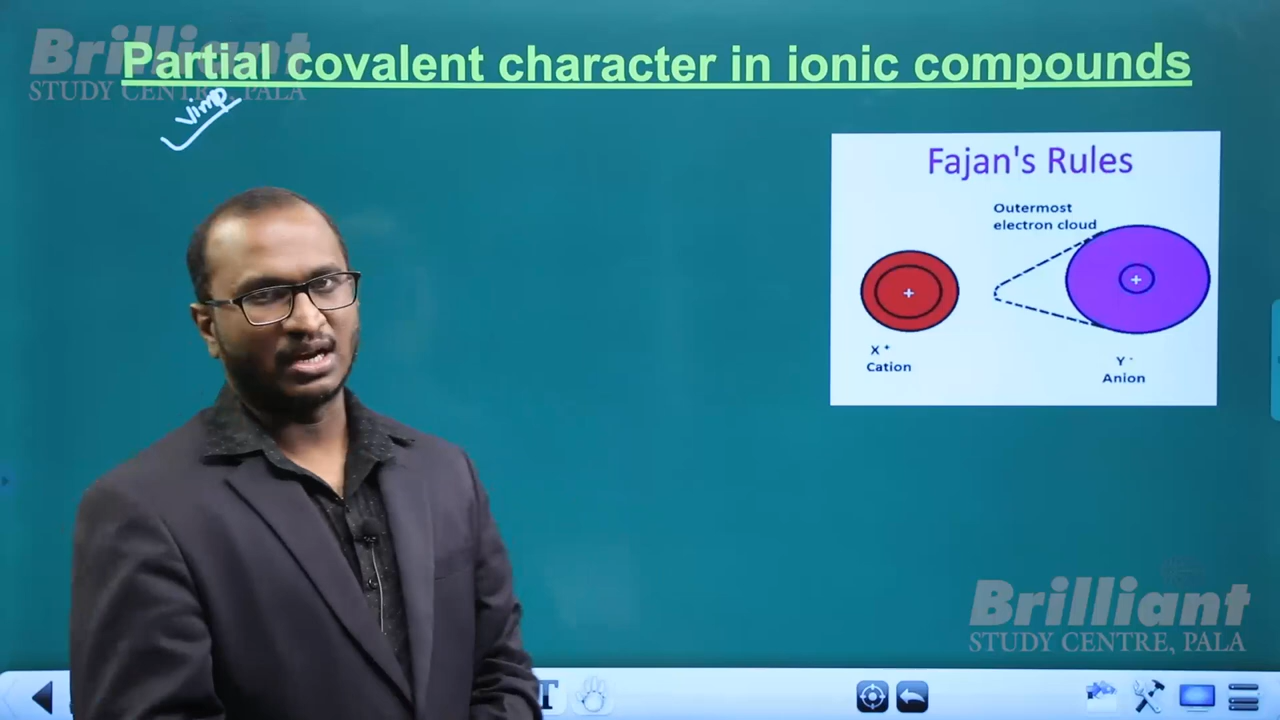 Brilliant
STUDY CENTRE, PALA
Partial covalent character in ionic compounds
Vimp
Fajan's Rules
Outermost
electron cloud
+
+
X +
Cation
Y -
Anion
Brilliant
STUDY CENTRE, PALA
T